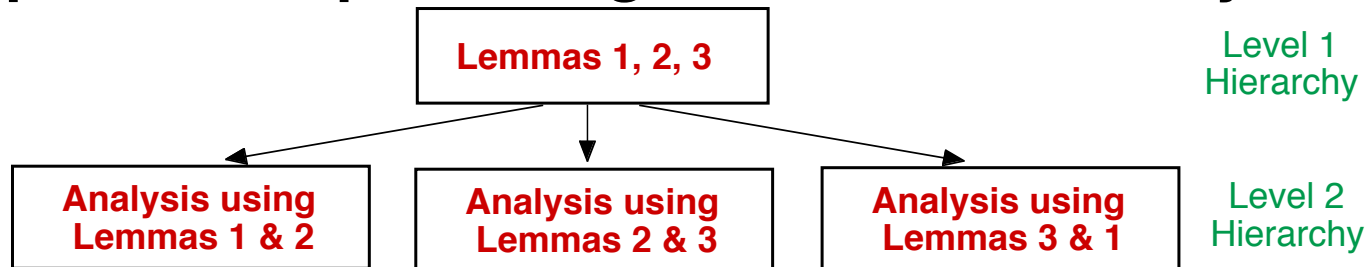 Lemmas 1, 2, 3
Level 1
Hierarchy
Analysis using
Lemmas 1 & 2
Analysis using
Lemmas 2 & 3
Analysis using
Lemmas 3 & 1
Level 2
Hierarchy